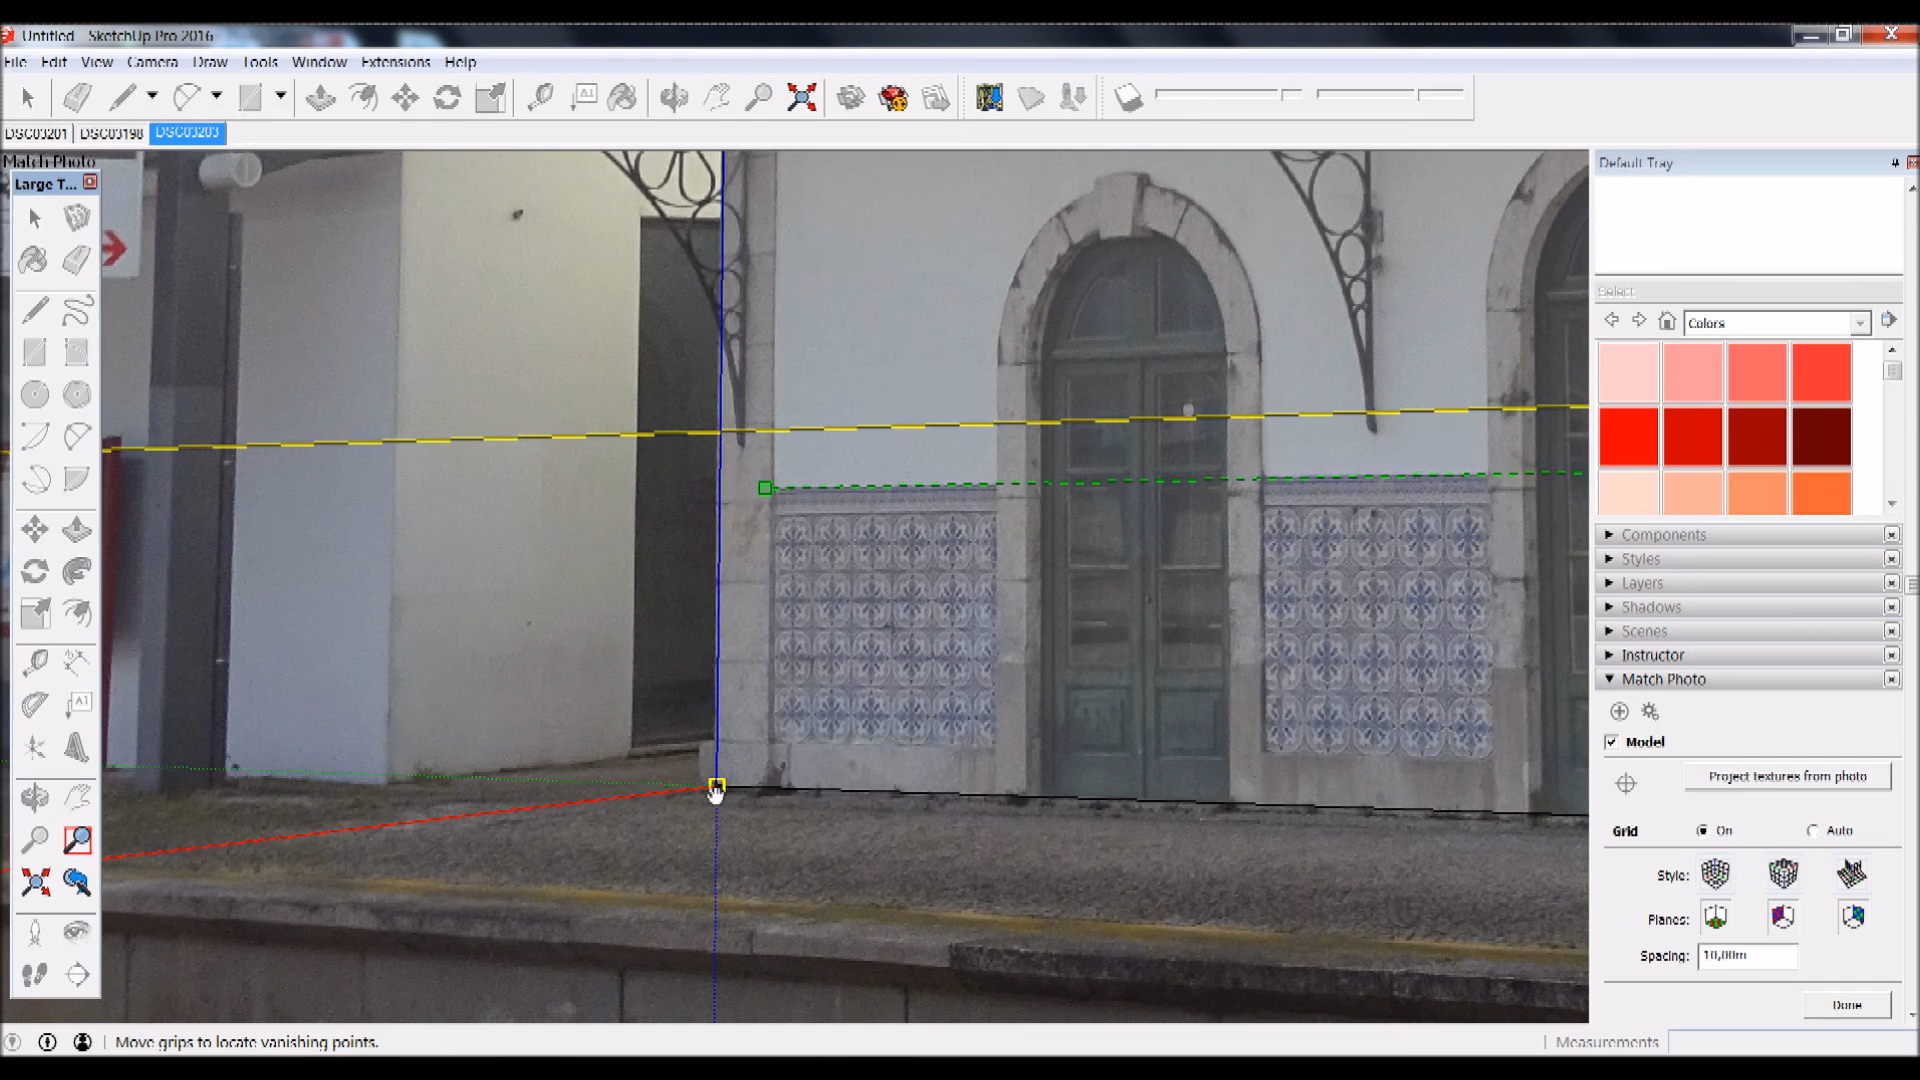 Untitled - SketchUp Pro 2016
File Edit View Camera Draw Tools Window Extensions Help
DSC03201 DSC03198 DSC03203
Match Photo
Large T...
Default Tray
Select
Colors
Components
Styles
Layers
Shadows
Scenes
Instructor
Match Photo
Model
Project textures from photo
Grid On Auto
Style:
Planes:
Spacing: 10,00m
Done
Move grips to locate vanishing points.
Measurements